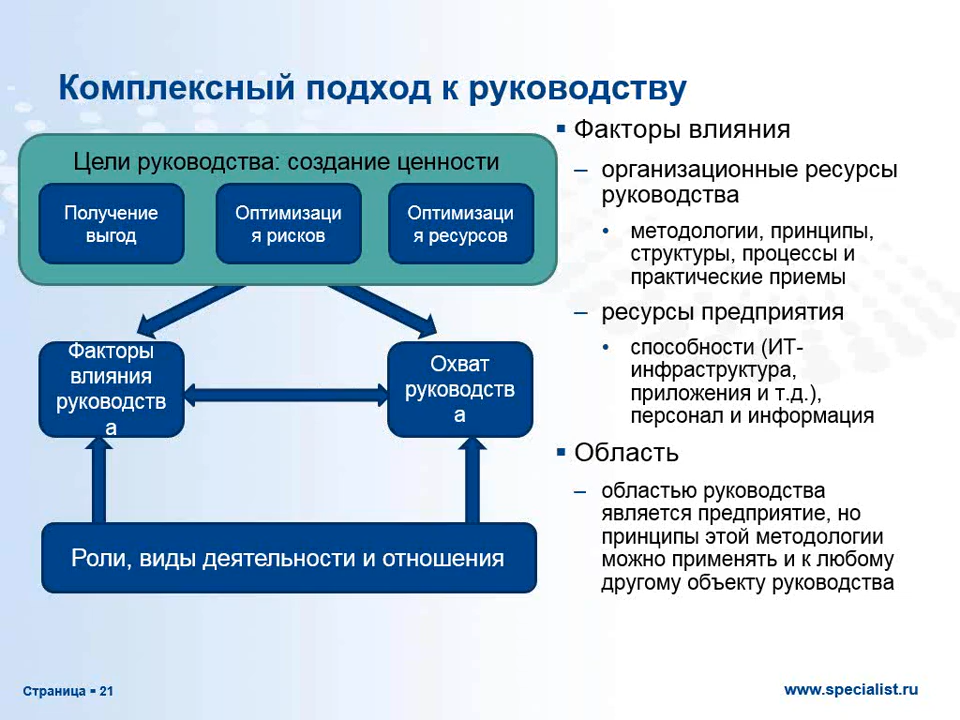 Комплексный подход к руководству
Цели руководства: создание ценности
Получение
выгод
Оптимизаци
я рисков
Оптимизаци
я ресурсов
Факторы
влияния
руководств
а
Охват
руководств
а
Роли, виды деятельности и отношения
▪ Факторы влияния
– организационные ресурсы
руководства
• методологии, принципы,
структуры, процессы и
практические приемы
– ресурсы предприятия
• способности (ИТ-
инфраструктура,
приложения и т.д.),
персонал и информация
▪ Область
– областью руководства
является предприятие, но
принципы этой методологии
можно применять и к любому
другому объекту руководства
Страница ▪ 21
www.specialist.ru